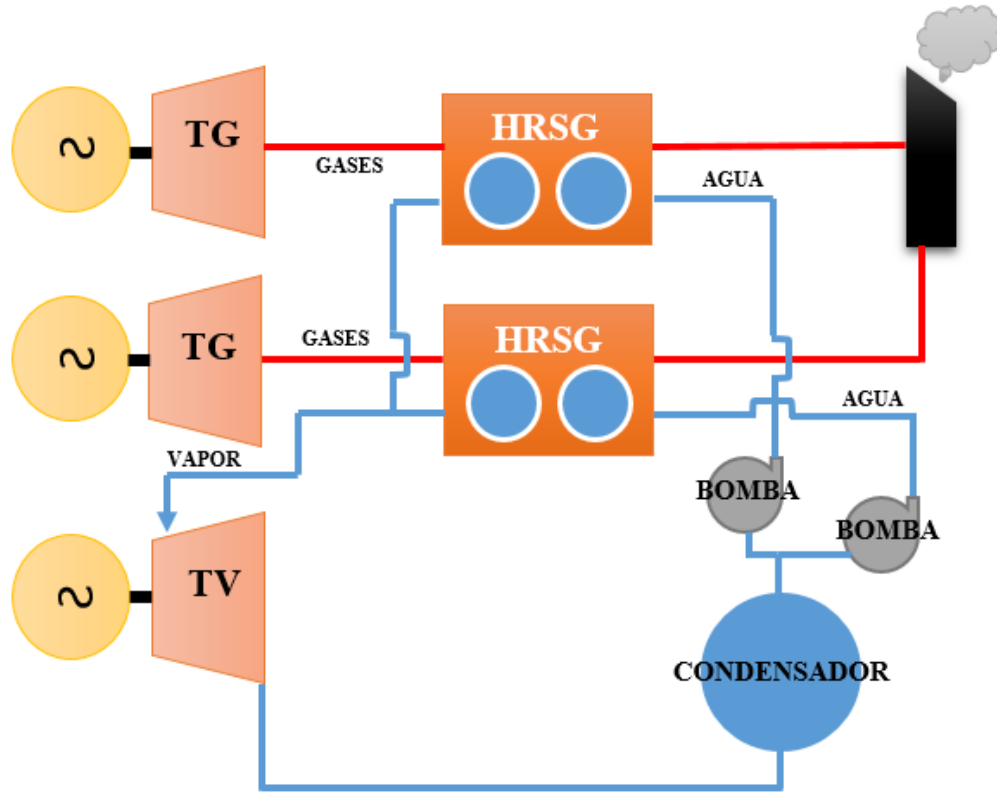 TG
HRSG
GASES
AGUA
TG
HRSG
GASES
AGUA
VAPOR
BOMBA
BOMBA
TV
CONDENSADOR